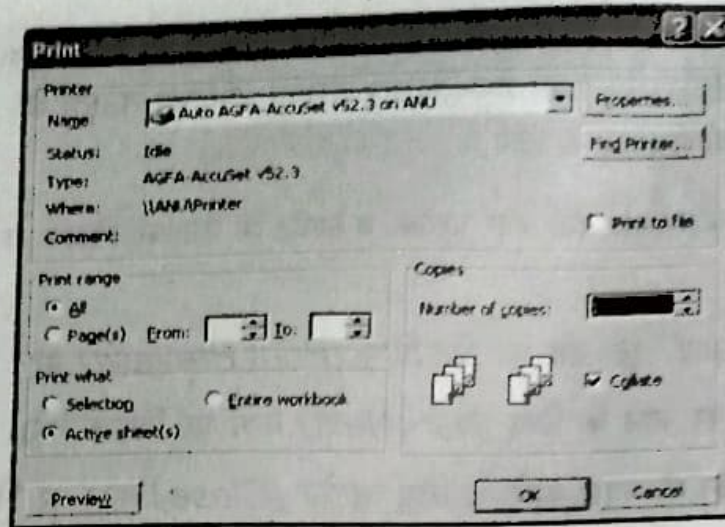 Print
Printer
Name Auto AGFA-AccuSet v52.3 on ANU Properties...
Status: Idle Find Printer...
Type: AGFA-AccuSet v52.3
Where: \\ANU\Printer
Comment: Print to file
Print range
All
Page(s) From: To:
Copies
Number of copies:
Collate
Print what
Selection Entire workbook
Active sheet(s)
Preview OK Cancel